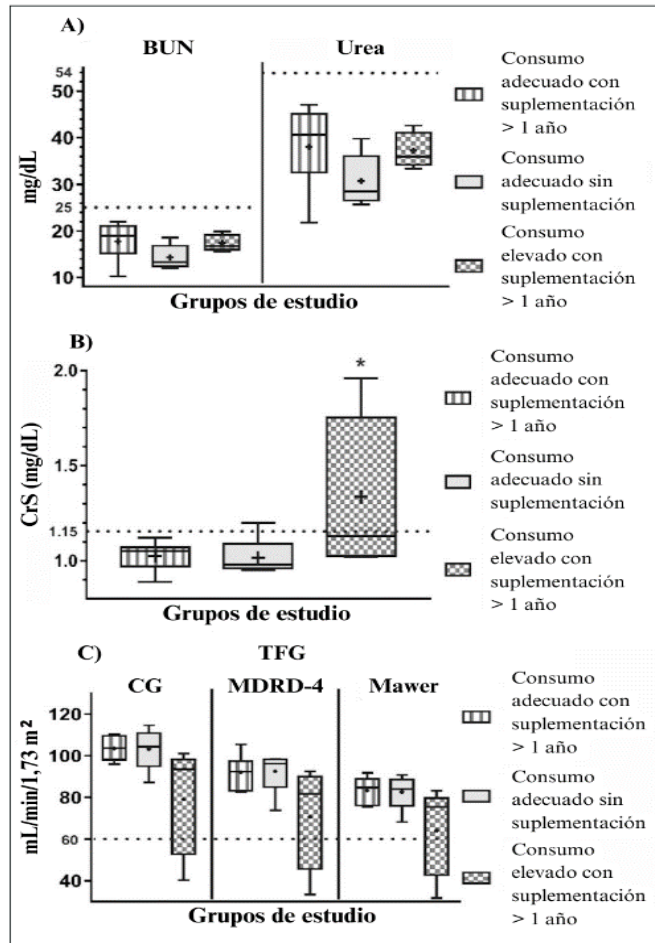 A)
BUN
Urea
54
50
40
30
25
20
10
mg/dL
Grupos de estudio
Consumo
adecuado con
suplementación
> 1 año
Consumo
adecuado sin
suplementación
Consumo
elevado con
suplementación
> 1 año
B)
2.0
1.5
1.15
1.0
CrS (mg/dL)
*
Grupos de estudio
Consumo
adecuado con
suplementación
> 1 año
Consumo
adecuado sin
suplementación
Consumo
elevado con
suplementación
> 1 año
C)
TFG
CG
MDRD-4
Mawer
120
100
80
60
40
mL/min/1,73 m²
Grupos de estudio
Consumo
adecuado con
suplementación
> 1 año
Consumo
adecuado sin
suplementación
Consumo
elevado con
suplementación
> 1 año